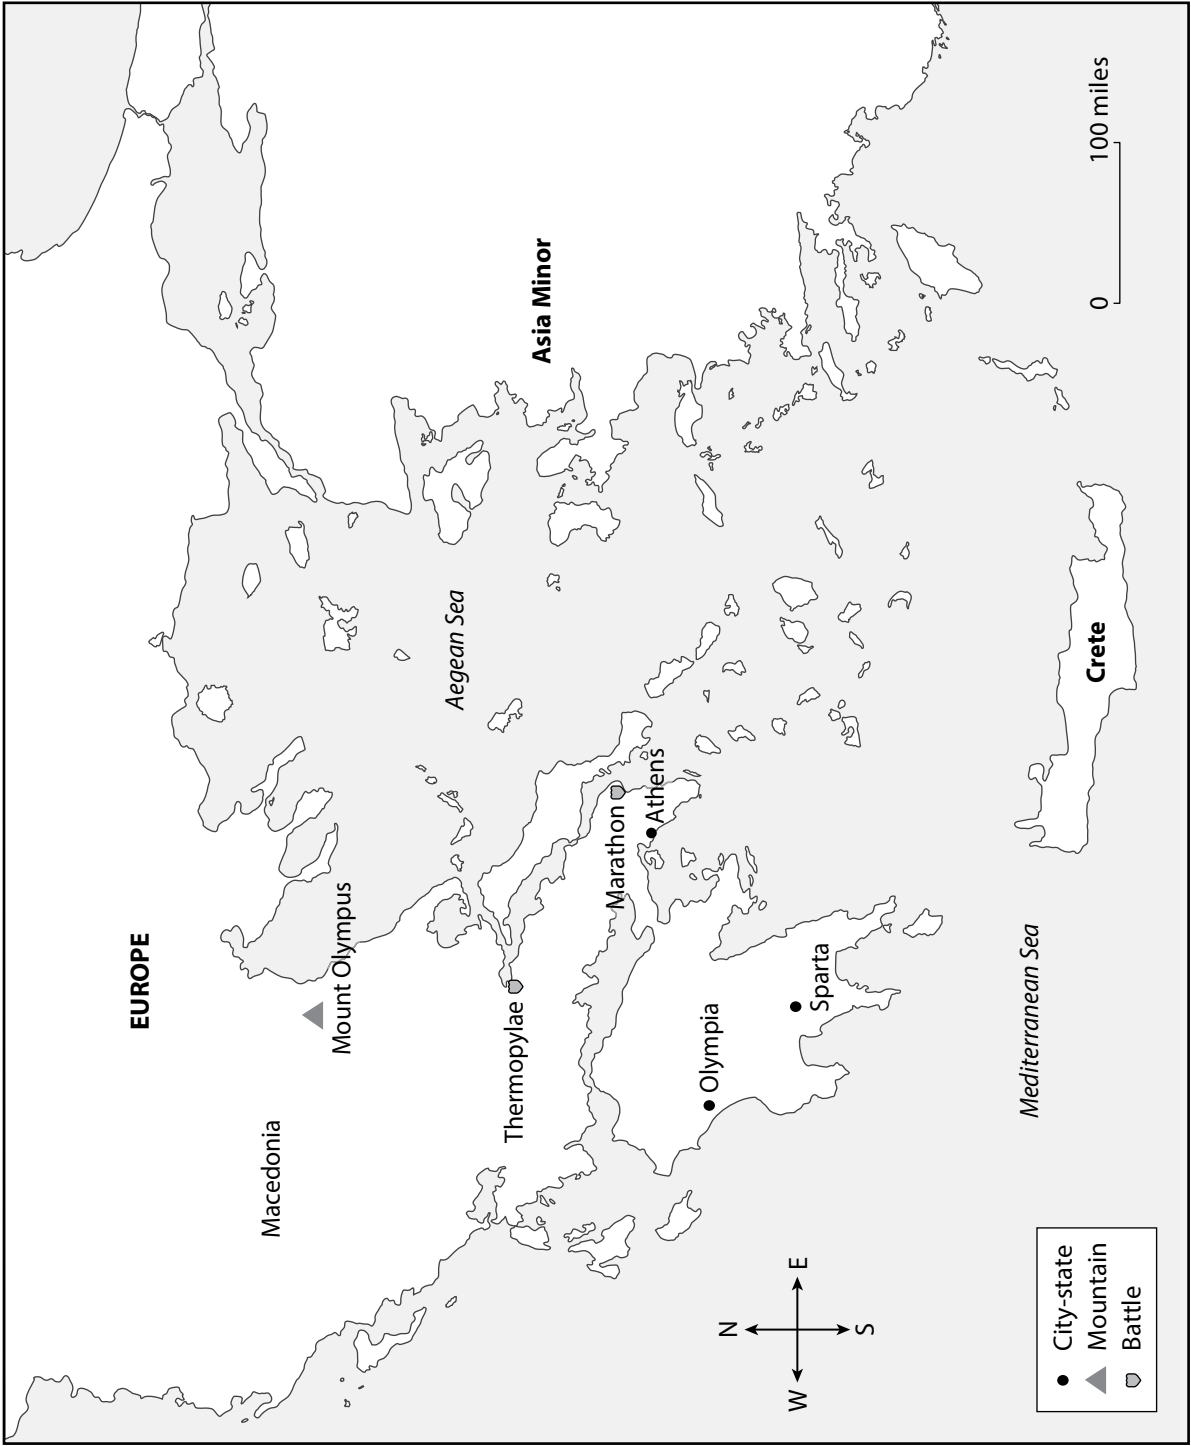 EUROPE
Macedonia
Mount Olympus
Aegean Sea
Asia Minor
Thermopylae
Marathon
Athens
Olympia
Sparta
Mediterranean Sea
Crete
N
W
E
S
City-state
Mountain
Battle
0
100 miles